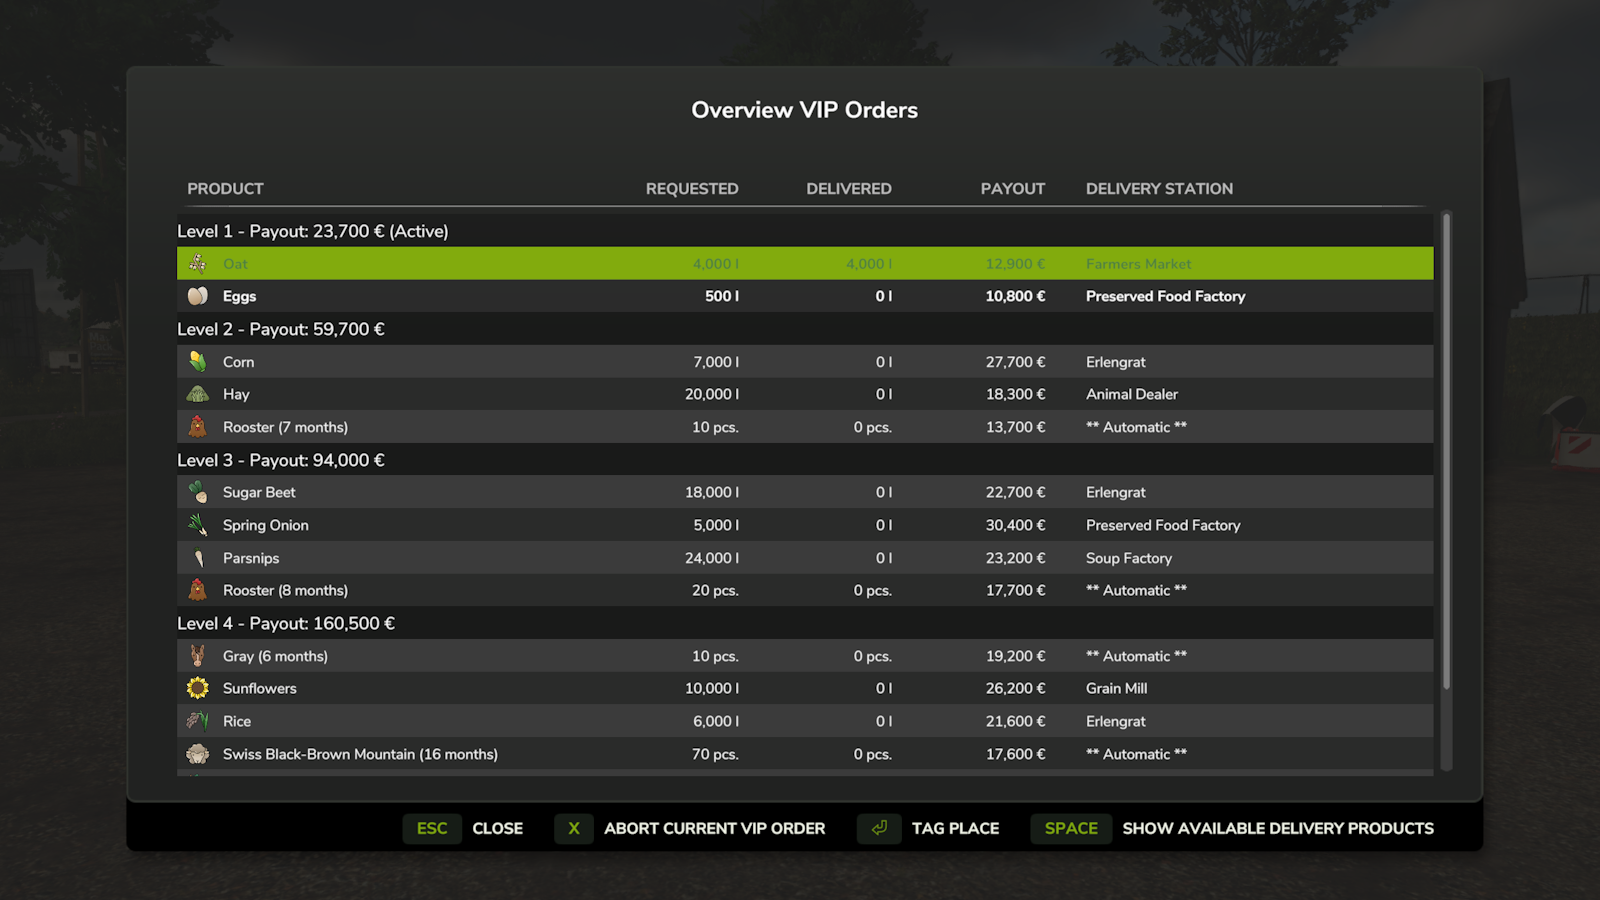 Overview VIP Orders
PRODUCT REQUESTED DELIVERED PAYOUT DELIVERY STATION
Level 1 - Payout: 23,700 € (Active)
Oat 4,000 l 4,000 l 12,900 € Farmers Market
Eggs 500 l 0 l 10,800 € Preserved Food Factory
Level 2 - Payout: 59,700 €
Corn 7,000 l 0 l 27,700 € Erlengrat
Hay 20,000 l 0 l 18,300 € Animal Dealer
Rooster (7 months) 10 pcs. 0 pcs. 13,700 € ** Automatic **
Level 3 - Payout: 94,000 €
Sugar Beet 18,000 l 0 l 22,700 € Erlengrat
Spring Onion 5,000 l 0 l 30,400 € Preserved Food Factory
Parsnips 24,000 l 0 l 23,200 € Soup Factory
Rooster (8 months) 20 pcs. 0 pcs. 17,700 € ** Automatic **
Level 4 - Payout: 160,500 €
Gray (6 months) 10 pcs. 0 pcs. 19,200 € ** Automatic **
Sunflowers 10,000 l 0 l 26,200 € Grain Mill
Rice 6,000 l 0 l 21,600 € Erlengrat
Swiss Black-Brown Mountain (16 months) 70 pcs. 0 pcs. 17,600 € ** Automatic **
ESC CLOSE X ABORT CURRENT VIP ORDER TAG PLACE SPACE SHOW AVAILABLE DELIVERY PRODUCTS